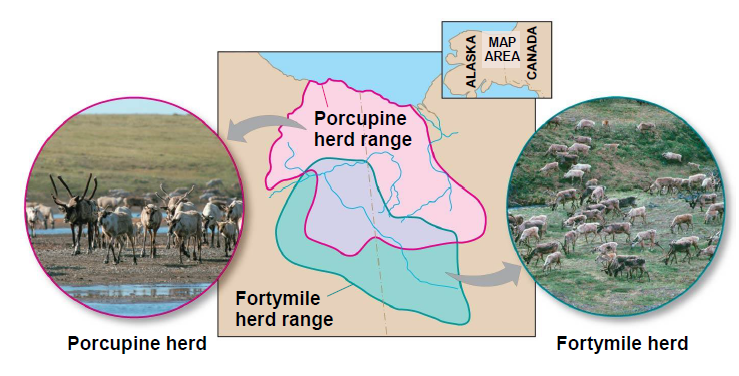 ALASKA
MAP
AREA
CANADA
Porcupine
herd range
Fortymile
herd range
Porcupine herd
Fortymile herd